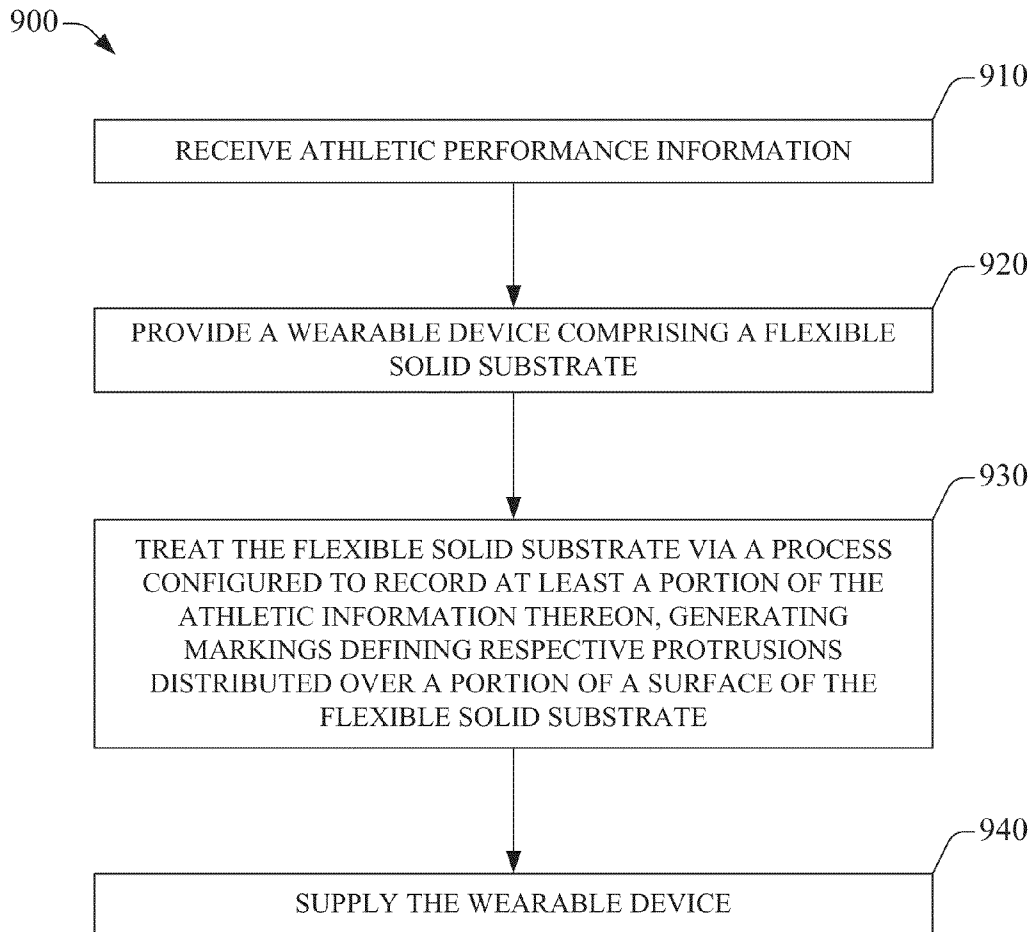 900
910
RECEIVE ATHLETIC PERFORMANCE INFORMATION
920
PROVIDE A WEARABLE DEVICE COMPRISING A FLEXIBLE
SOLID SUBSTRATE
930
TREAT THE FLEXIBLE SOLID SUBSTRATE VIA A PROCESS
CONFIGURED TO RECORD AT LEAST A PORTION OF THE
ATHLETIC INFORMATION THEREON, GENERATING
MARKINGS DEFINING RESPECTIVE PROTRUSIONS
DISTRIBUTED OVER A PORTION OF A SURFACE OF THE
FLEXIBLE SOLID SUBSTRATE
940
SUPPLY THE WEARABLE DEVICE